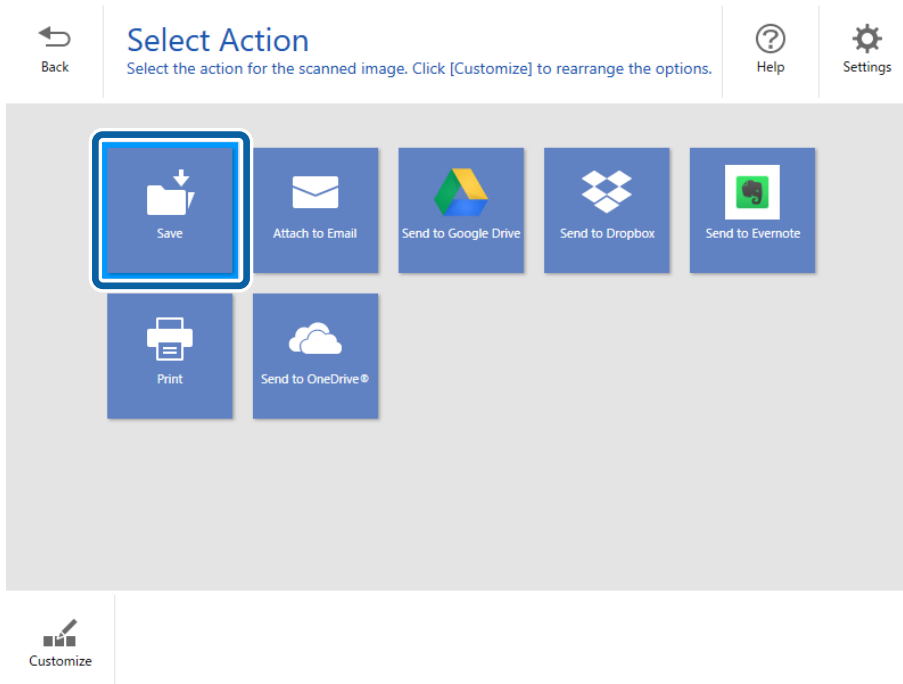 Back
Select Action
Select the action for the scanned image. Click [Customize] to rearrange the options.
Help
Settings
Save
Attach to Email
Send to Google Drive
Send to Dropbox
Send to Evernote
Print
Send to OneDrive®
Customize